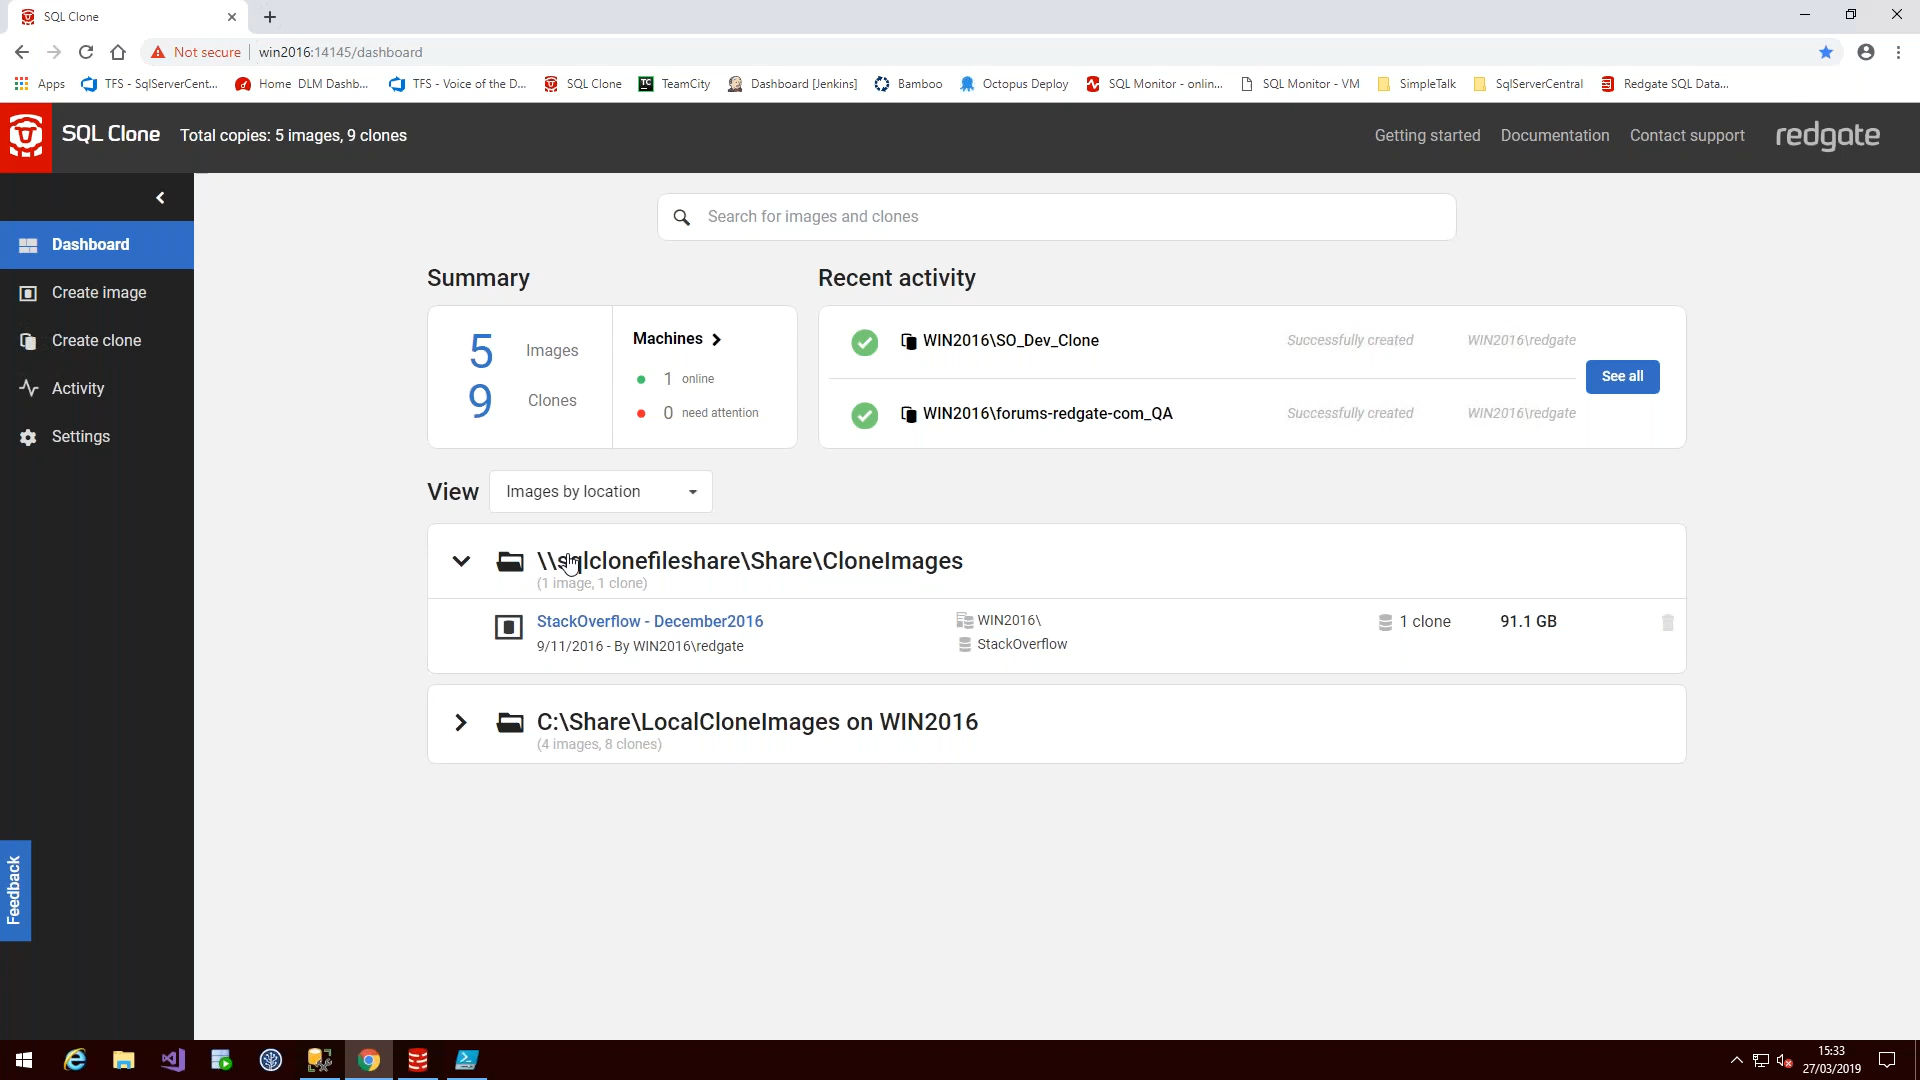 SQL Clone
Not secure
win2016:14145/dashboard
Apps
TFS - SqlServerCent...
Home DLM Dashb...
TFS - Voice of the D...
SQL Clone
TC
TeamCity
Dashboard [Jenkins]
Bamboo
Octopus Deploy
SQL Monitor - onlin...
SQL Monitor - VM
SimpleTalk
SqlServerCentral
Redgate SQL Data...
SQL Clone
Total copies: 5 images, 9 clones
Getting started
Documentation
Contact support
redgate
Dashboard
Create image
Create clone
Activity
Settings
Feedback
Search for images and clones
Summary
5 Images
9 Clones
Machines
1 online
0 need attention
Recent activity
WIN2016\SO_Dev_Clone
Successfully created
WIN2016\redgate
See all
WIN2016\forums-redgate-com_QA
Successfully created
WIN2016\redgate
View
Images by location
\\sqlclonefileshare\Share\CloneImages
(1 image, 1 clone)
StackOverflow - December2016
9/11/2016 - By WIN2016\redgate
WIN2016\
StackOverflow
1 clone
91.1 GB
C:\Share\LocalCloneImages on WIN2016
(4 images, 8 clones)
15:33
27/03/2019